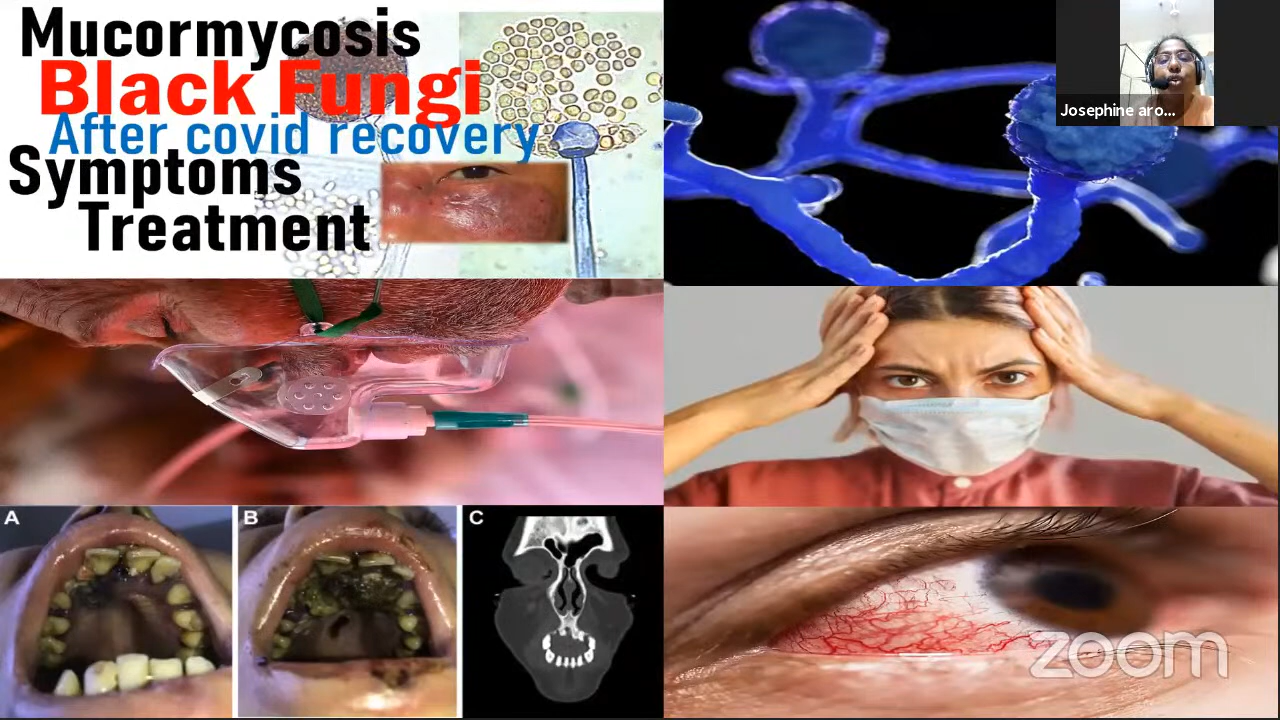 Mucormycosis
Black Fungi
After covid recovery
Symptoms
Treatment
Josephine aro...
A
B
C
zoom